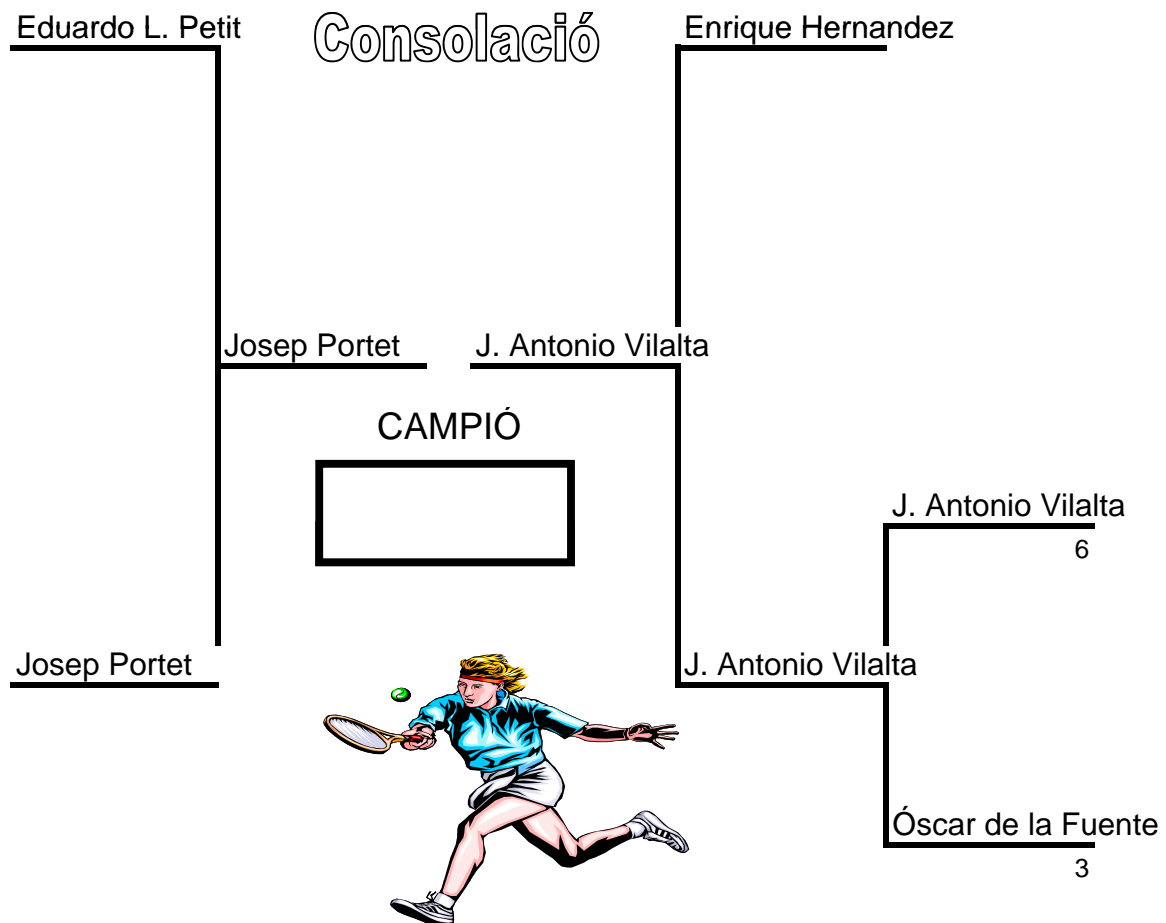 Eduardo L. Petit
Consolació
Enrique Hernandez
Josep Portet
J. Antonio Vilalta
CAMPIÓ
J. Antonio Vilalta
6
Josep Portet
J. Antonio Vilalta
Óscar de la Fuente
3